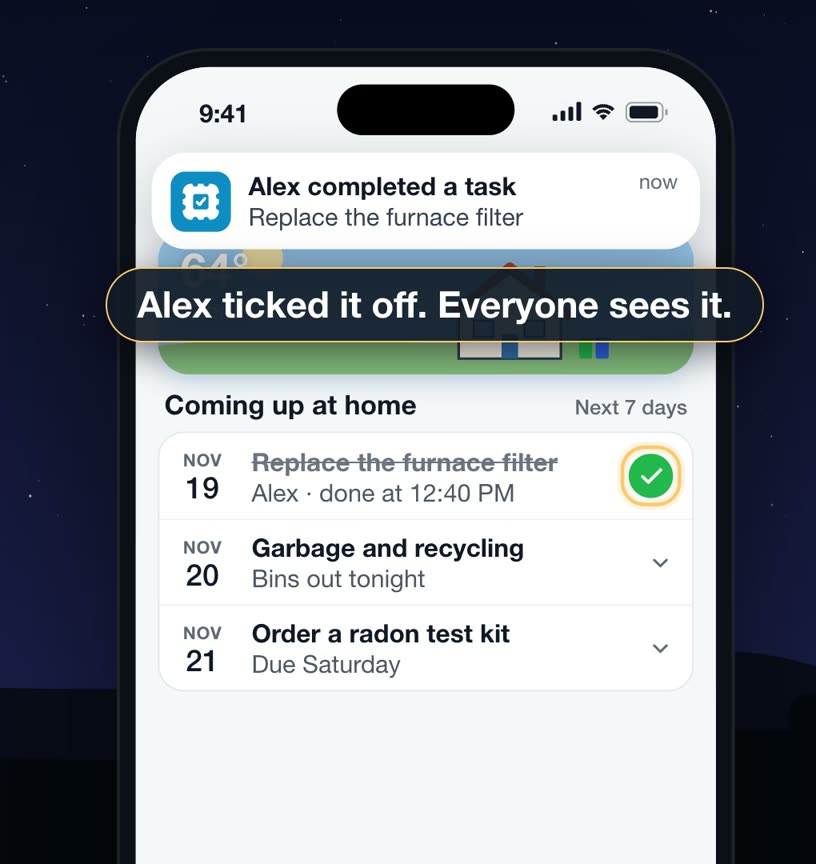 9:41
Alex completed a task
now
Replace the furnace filter
64°
Alex ticked it off. Everyone sees it.
Coming up at home
Next 7 days
NOV
19
Replace the furnace filter
Alex · done at 12:40 PM
NOV
20
Garbage and recycling
Bins out tonight
NOV
21
Order a radon test kit
Due Saturday